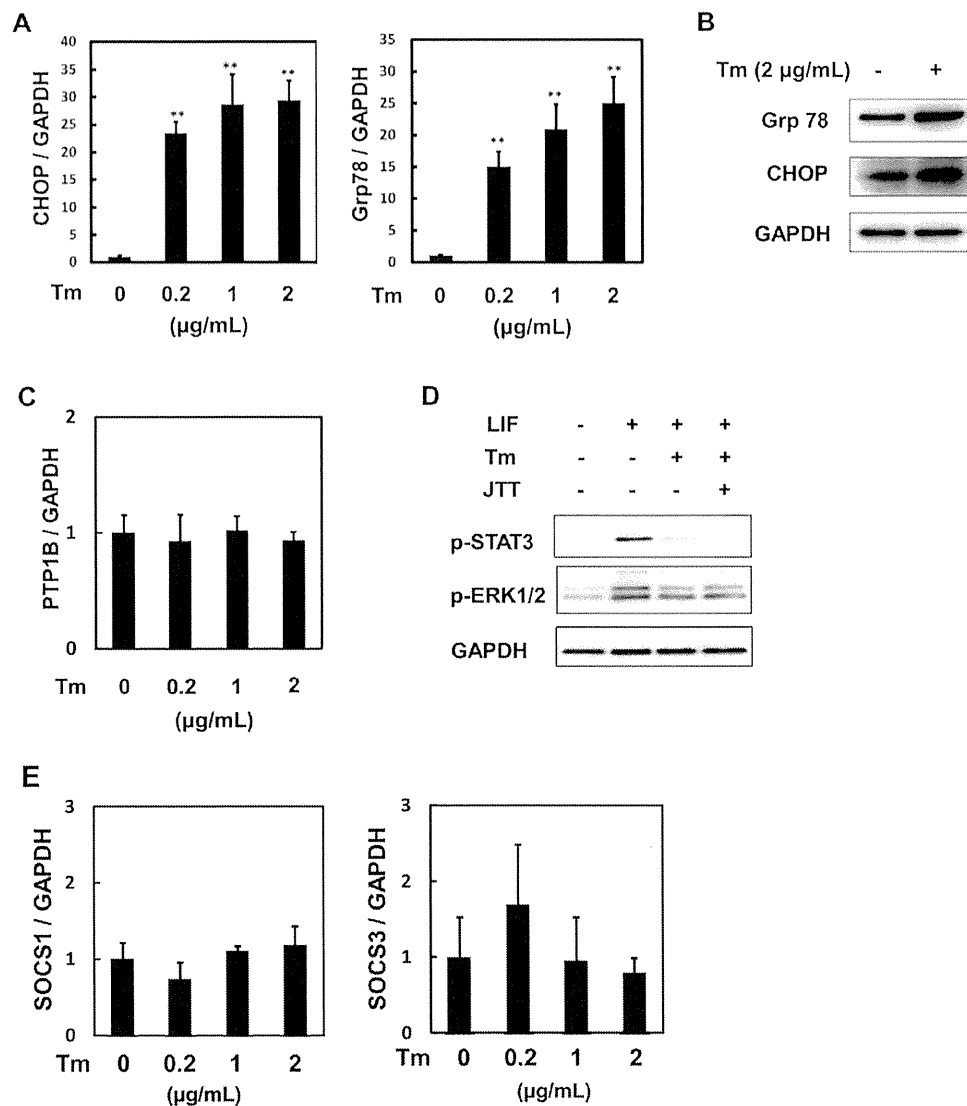 A
CHOP / GAPDH
40
35
30
25
20
15
10
5
0
** ** **
Tm 0 0.2 1 2
(µg/mL)
Grp78 / GAPDH
35
30
25
20
15
10
5
0
** ** **
Tm 0 0.2 1 2
(µg/mL)
B
Tm (2 µg/mL) - +
Grp 78
CHOP
GAPDH
C
PTP1B / GAPDH
2
1
0
Tm 0 0.2 1 2
(µg/mL)
D
LIF - + + +
Tm - - + +
JTT - - - +
p-STAT3
p-ERK1/2
GAPDH
E
SOCS1 / GAPDH
3
2
1
0
Tm 0 0.2 1 2
(µg/mL)
SOCS3 / GAPDH
3
2
1
0
Tm 0 0.2 1 2
(µg/mL)